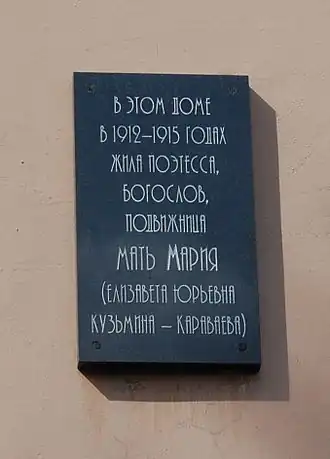 В ЭТОМ ДОМЕ
В 1912–1915 ГОДАХ
ЖИЛА ПОЭТЕССА,
БОГОСЛОВ,
ПОДВИЖНИЦА
МАТЬ МАРИЯ
(ЕЛИЗАВЕТА ЮРЬЕВНА
КУЗЬМИНА – КАРАВАЕВА)